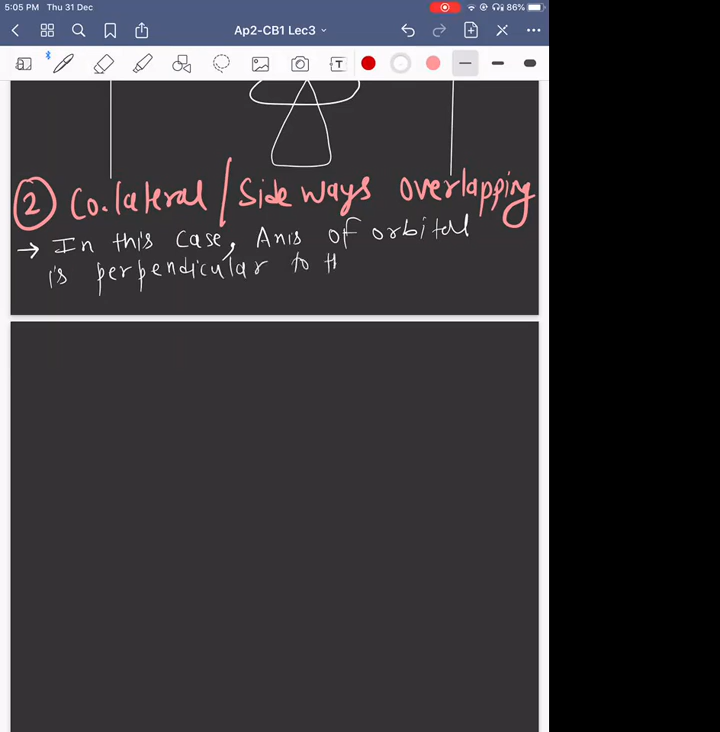 5:05 PM Thu 31 Dec 86%
Ap2-CB1 Lec3
T
2 Co.lateral / Side ways overlapping
→ In this case, Axis of orbital
is perpendicular to th